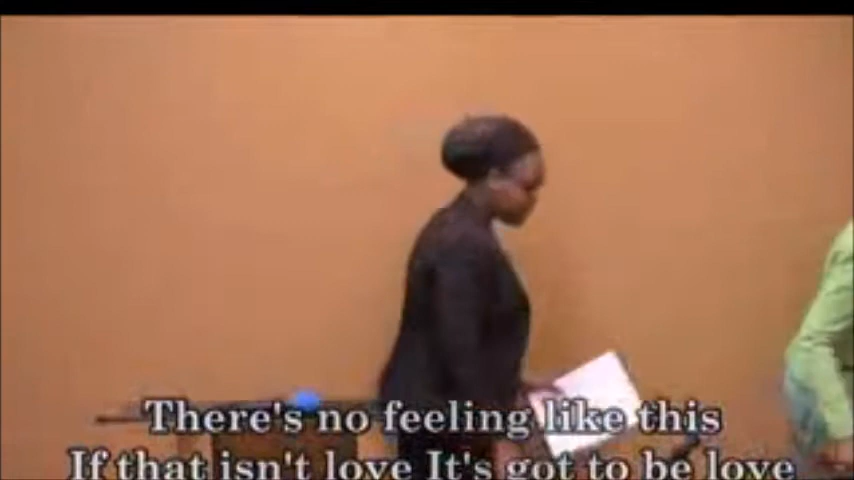 There's no feeling like this
If that isn't love It's got to be love